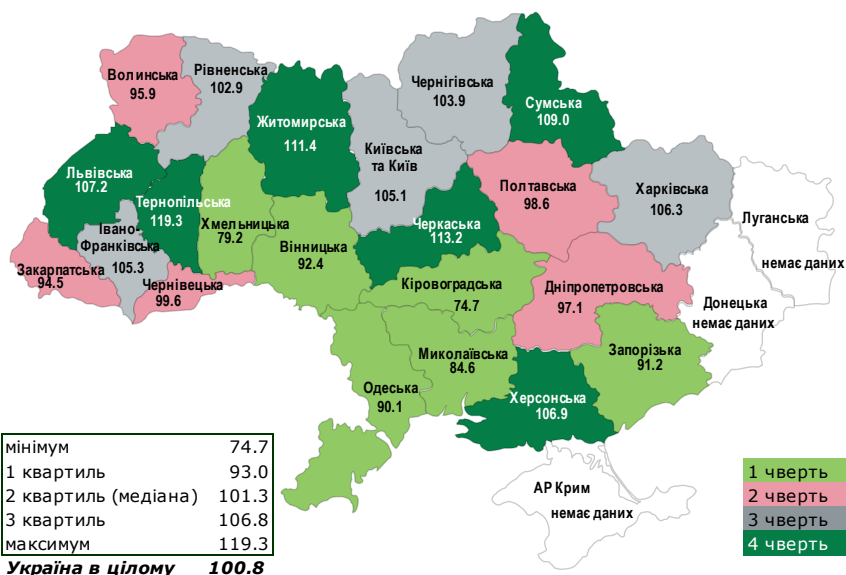 Волинська
95.9
Рівненська
102.9
Житомирська
111.4
Київська
та Київ
105.1
Чернігівська
103.9
Сумська
109.0
Львівська
107.2
Тернопільська
119.3
Хмельницька
79.2
Івано-
Франківська
105.3
Закарпатська
94.5
Чернівецька
99.6
Вінницька
92.4
Черкаська
113.2
Полтавська
98.6
Харківська
106.3
Луганська
немає даних
Кіровоградська
74.7
Дніпропетровська
97.1
Донецька
немає даних
Миколаївська
84.6
Запорізька
91.2
Одеська
90.1
Херсонська
106.9
АР Крим
немає даних
мінімум 74.7
1 квартиль 93.0
2 квартиль (медіана) 101.3
3 квартиль 106.8
максимум 119.3
Україна в цілому 100.8
1 чверть
2 чверть
3 чверть
4 чверть